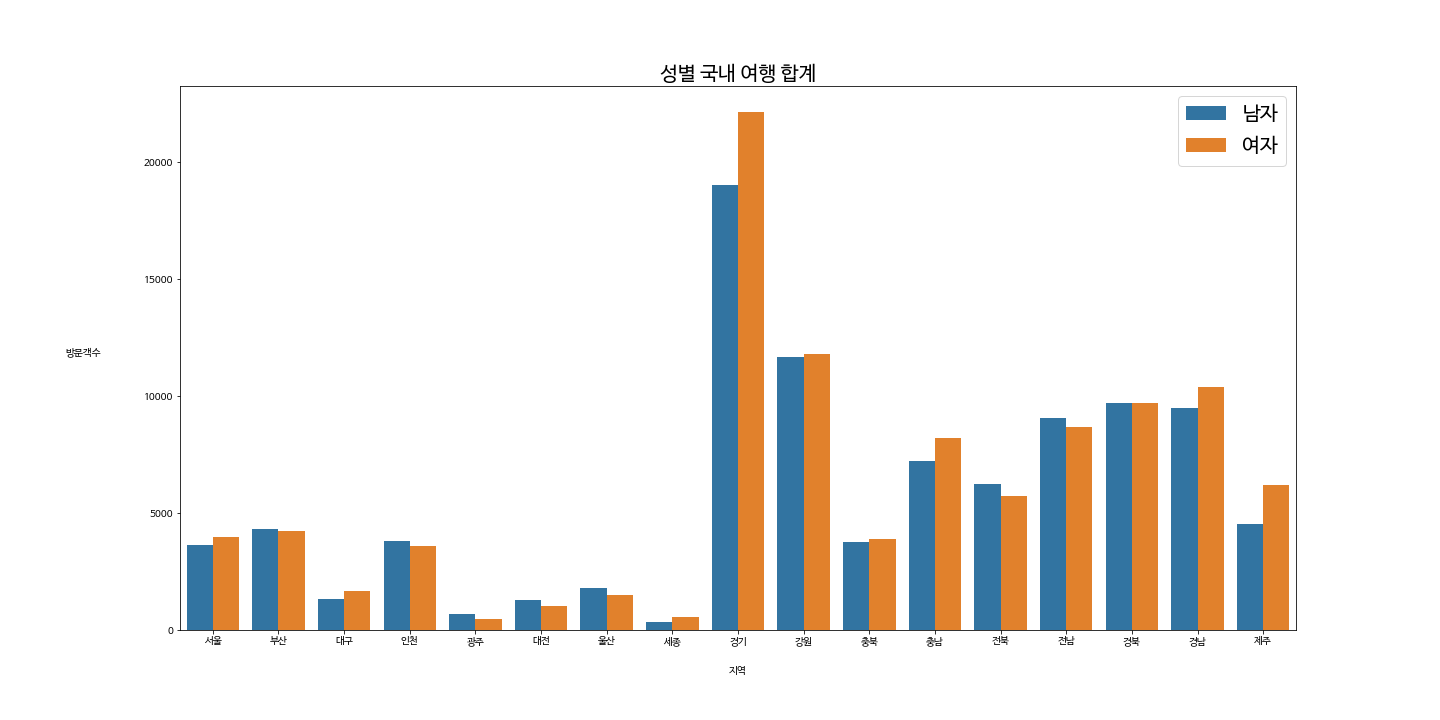 성별 국내 여행 합계
남자
여자
20000
15000
10000
5000
0
방문객수
서울 부산 대구 인천 광주 대전 울산 세종 경기 강원 충북 충남 전북 전남 경북 경남 제주
지역